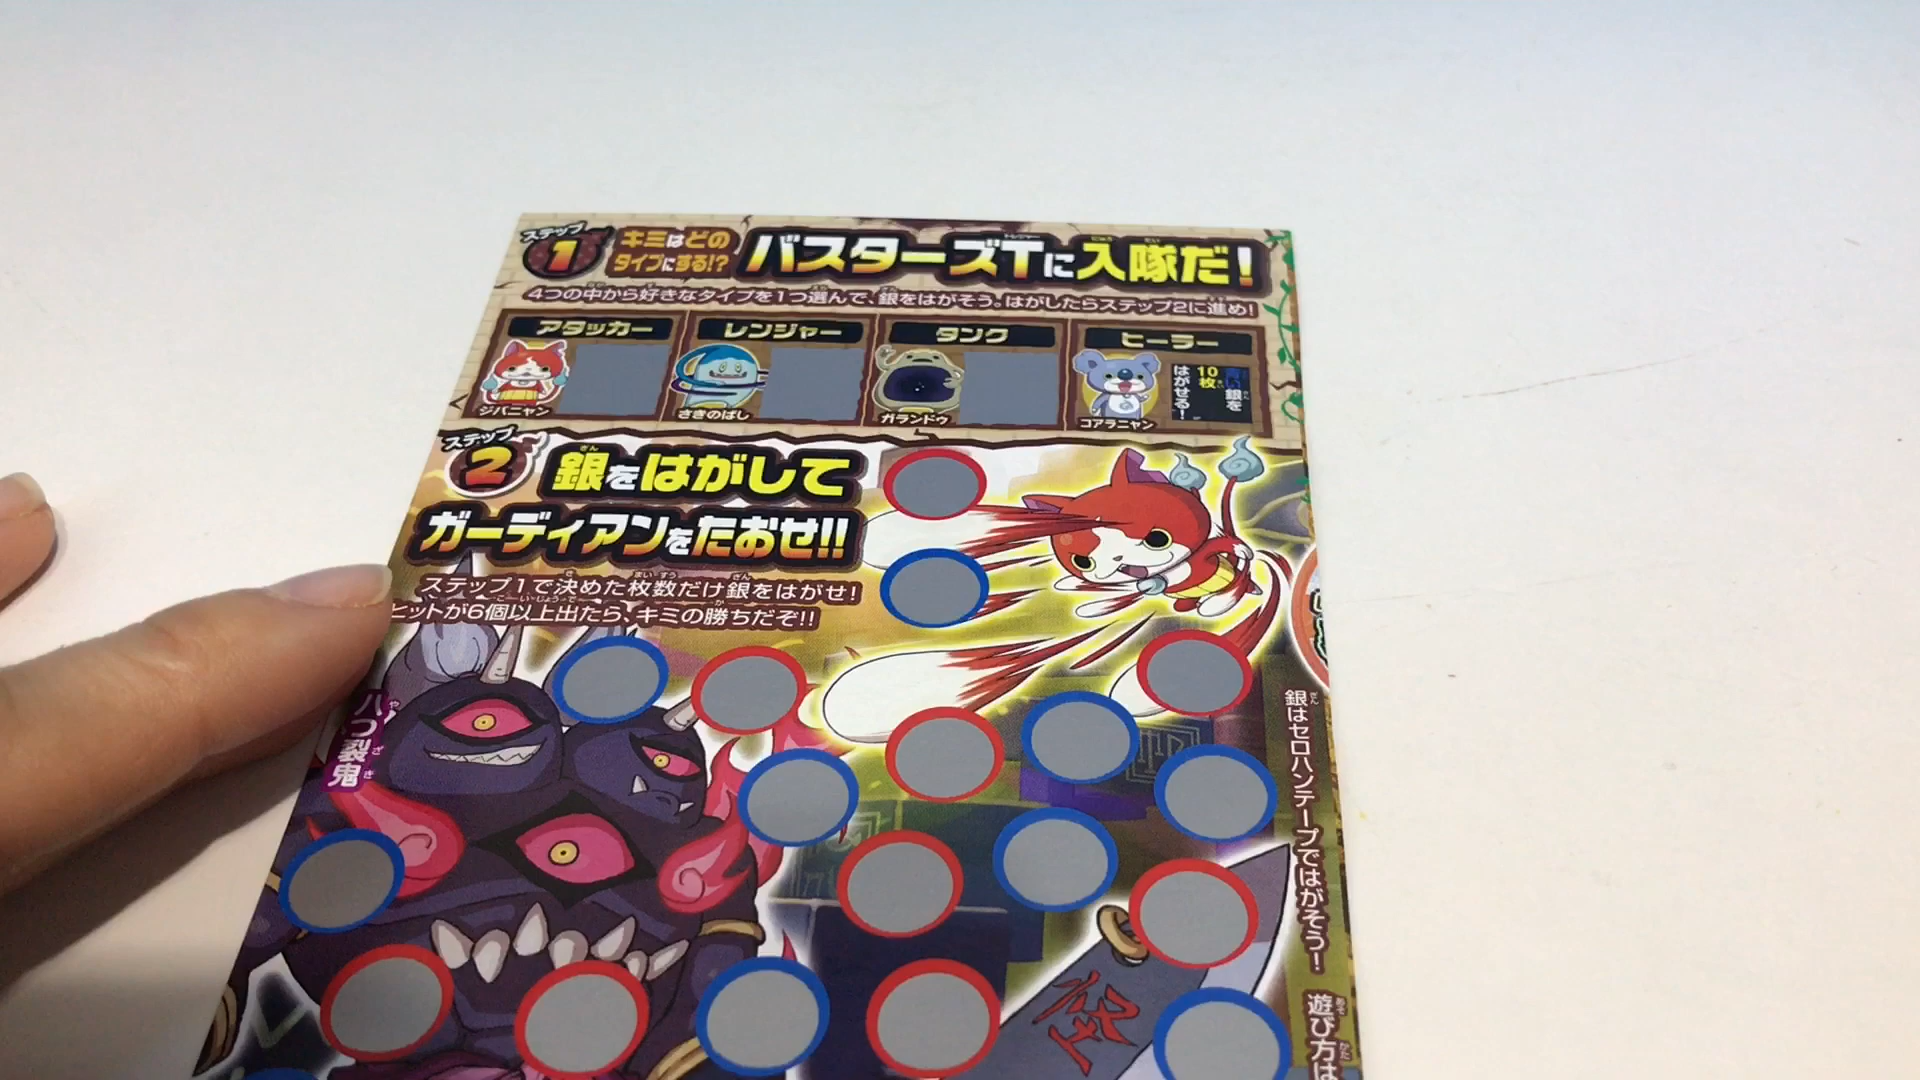 ステップ
1
キミはどの
タイプにする!?
バスターズTに入隊だ!
4つの中から好きなタイプを1つ選んで、銀をはがそう。はがしたらステップ2に進め!
アタッカー
レンジャー
タンク
ヒーラー
ジバニャン
さきのばし
ガランドゥ
コアラニャン
青い銀を
10枚
はがせる!
ステップ
2
銀をはがして
ガーディアンをたおせ!!
ステップ1で決めた枚数だけ銀をはがせ!
ヒットが6個以上出たら、キミの勝ちだぞ!!
八つ裂鬼
怪
銀はセロハンテープではがそう!
遊び方は